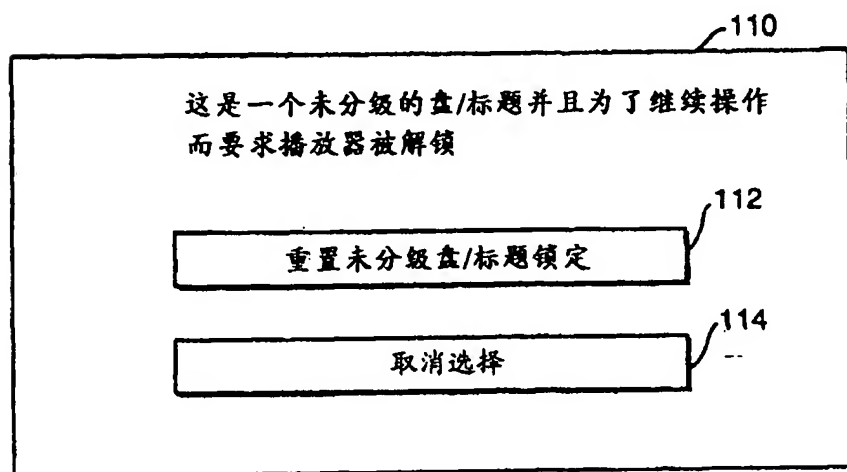 110
这是一个未分级的盘/标题并且为了继续操作
而要求播放器被解锁
112
重置未分级盘/标题锁定
114
取消选择